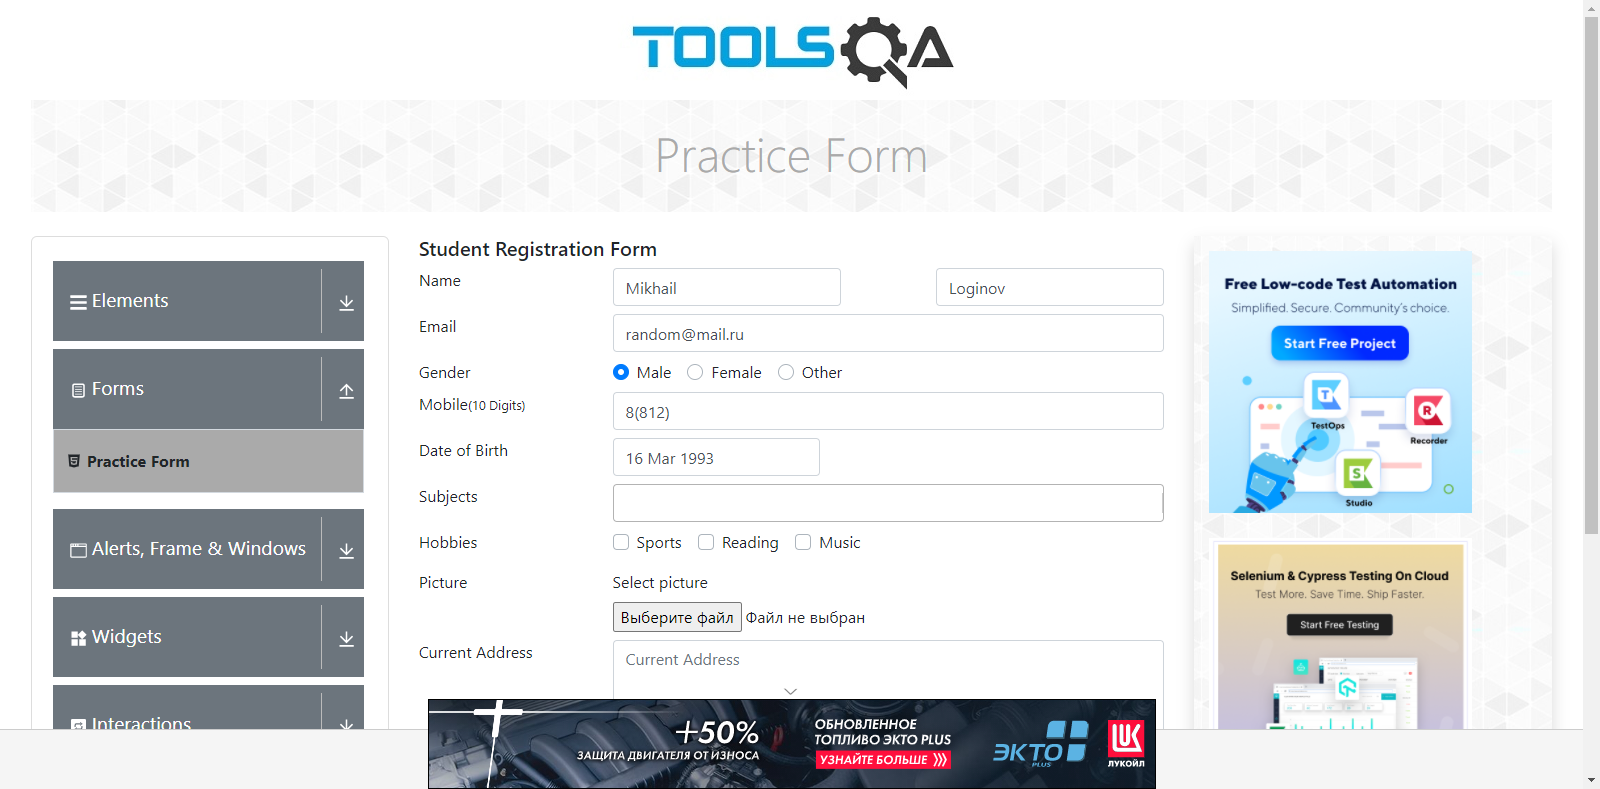 TOOLSQA
Practice Form
Elements
Forms
Practice Form
Alerts, Frame & Windows
Widgets
Interactions
Student Registration Form
Name
Mikhail
Loginov
Email
random@mail.ru
Gender
Male
Female
Other
Mobile(10 Digits)
8(812)
Date of Birth
16 Mar 1993
Subjects
Hobbies
Sports
Reading
Music
Picture
Select picture
Выберите файл Файл не выбран
Current Address
Current Address
Free Low-code Test Automation
Simplified. Secure. Community's choice.
Start Free Project
TestOps
Recorder
Studio
Selenium & Cypress Testing On Cloud
Test More. Save Time. Ship Faster.
Start Free Testing
+50%
ЗАЩИТА ДВИГАТЕЛЯ ОТ ИЗНОСА
ОБНОВЛЕННОЕ
ТОПЛИВО ЭКТО PLUS
УЗНАЙТЕ БОЛЬШЕ
ЭКТО
PLUS
ЛУКОЙЛ